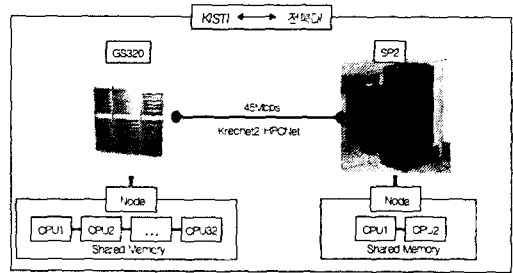 KISTI ↔ 전북대
GS320
SP2
45Mbps
Kreonet2 HPCNet
Node
CPU1 CPU2 ... CPU32
Shared Memory
Node
CPU1 CPU2
Shared Memory